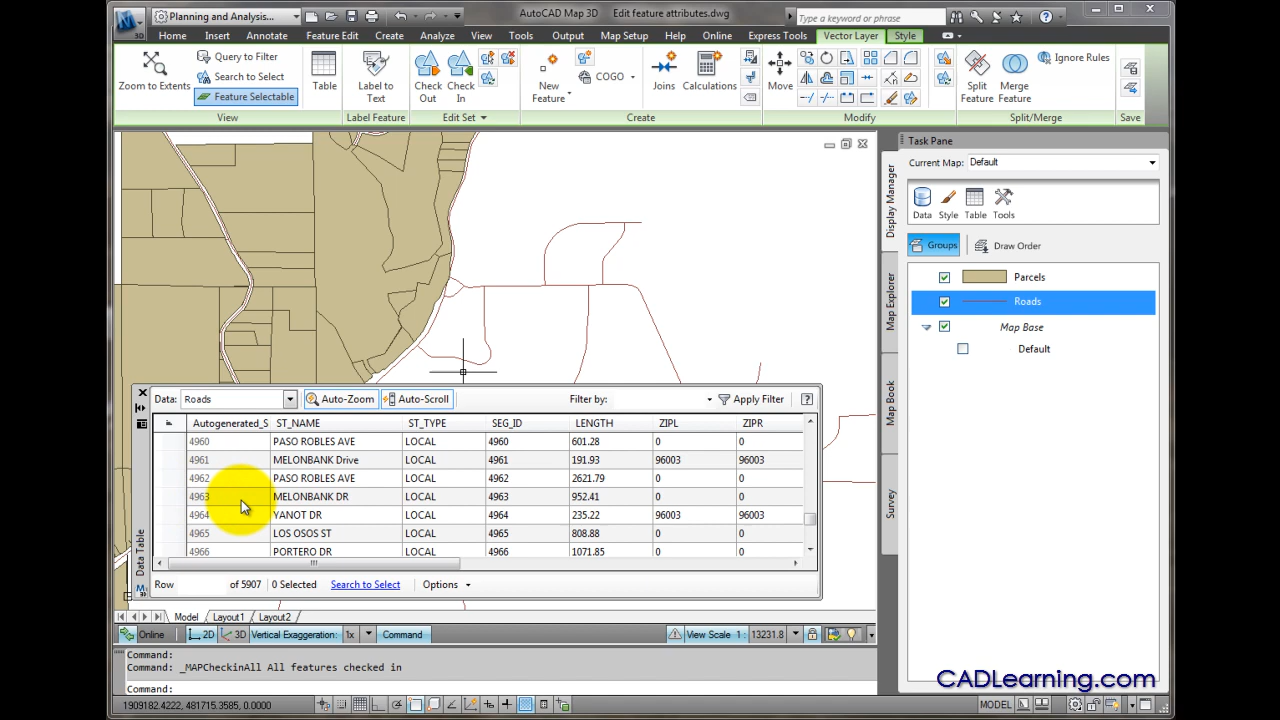 Planning and Analysis... AutoCAD Map 3D Edit feature attributes.dwg Type a keyword or phrase
Home Insert Annotate Feature Edit Create Analyze View Tools Output Map Setup Help Express Tools Online Vector Layer Style
Zoom to Extents
Query to Filter
Search to Select
Feature Selectable
Table
Label to Text
Check Out
Check In
New Feature
COGO
Joins
Calculations
Move
Split Feature
Merge Feature
Ignore Rules
View Label Feature Edit Set Create Modify Split/Merge Save
Task Pane
Current Map: Default
Data Style Table Tools
Groups Draw Order
Parcels
Roads
Map Base
Default
Display Manager
Map Explorer
Map Book
Survey
Data: Roads Auto-Zoom Auto-Scroll Filter by: Apply Filter ?
Autogenerated_S ST_NAME ST_TYPE SEG_ID LENGTH ZIPL ZIPR
4960 PASO ROBLES AVE LOCAL 4960 601.28 0 0
4961 MELONBANK Drive LOCAL 4961 191.93 96003 96003
4962 PASO ROBLES AVE LOCAL 4962 2621.79 0 0
4963 MELONBANK DR LOCAL 4963 952.41 0 0
4964 YANOT DR LOCAL 4964 235.22 96003 96003
4965 LOS OSOS ST LOCAL 4965 808.88 0 0
4966 PORTERO DR LOCAL 4966 1071.85 0 0
Row of 5907 0 Selected Search to Select Options
Data Table
Model Layout1 Layout2
Online 2D 3D Vertical Exaggeration: 1x Command View Scale 1 : 13231.8
Command:
Command: _MAPCheckinAll All features checked in
Command:
1909182.4222, 481715.3585, 0.0000 MODEL
CADLearning.com